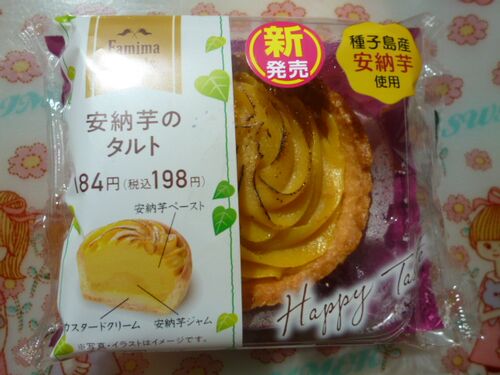 Famima
新
発売
種子島産
安納芋
使用
安納芋の
タルト
184円(税込198円)
安納芋ペースト
カスタードクリーム
安納芋ジャム
※写真・イラストはイメージです。
Happy